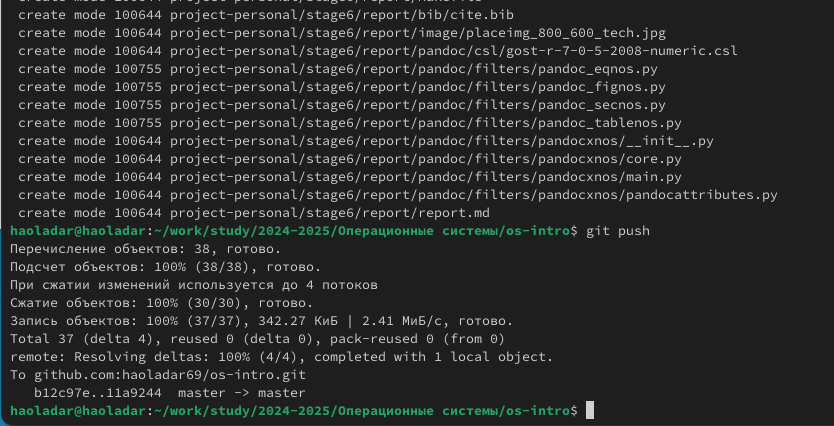 create mode 100644 project-personal/stage6/report/bib/cite.bib
create mode 100644 project-personal/stage6/report/image/placeimg_800_600_tech.jpg
create mode 100644 project-personal/stage6/report/pandoc/csl/gost-r-7-0-5-2008-numeric.csl
create mode 100755 project-personal/stage6/report/pandoc/filters/pandoc_eqnos.py
create mode 100755 project-personal/stage6/report/pandoc/filters/pandoc_fignos.py
create mode 100755 project-personal/stage6/report/pandoc/filters/pandoc_secnos.py
create mode 100755 project-personal/stage6/report/pandoc/filters/pandoc_tablenos.py
create mode 100644 project-personal/stage6/report/pandoc/filters/pandocxnos/__init__.py
create mode 100644 project-personal/stage6/report/pandoc/filters/pandocxnos/core.py
create mode 100644 project-personal/stage6/report/pandoc/filters/pandocxnos/main.py
create mode 100644 project-personal/stage6/report/pandoc/filters/pandocxnos/pandocattributes.py
create mode 100644 project-personal/stage6/report/report.md
haoladar@haoladar:~/work/study/2024-2025/Операционные системы/os-intro$ git push
Перечисление объектов: 38, готово.
Подсчет объектов: 100% (38/38), готово.
При сжатии изменений используется до 4 потоков
Сжатие объектов: 100% (30/30), готово.
Запись объектов: 100% (37/37), 342.27 КиБ | 2.41 МиБ/с, готово.
Total 37 (delta 4), reused 0 (delta 0), pack-reused 0 (from 0)
remote: Resolving deltas: 100% (4/4), completed with 1 local object.
To github.com:haoladar69/os-intro.git
b12c97e..11a9244  master -> master
haoladar@haoladar:~/work/study/2024-2025/Операционные системы/os-intro$